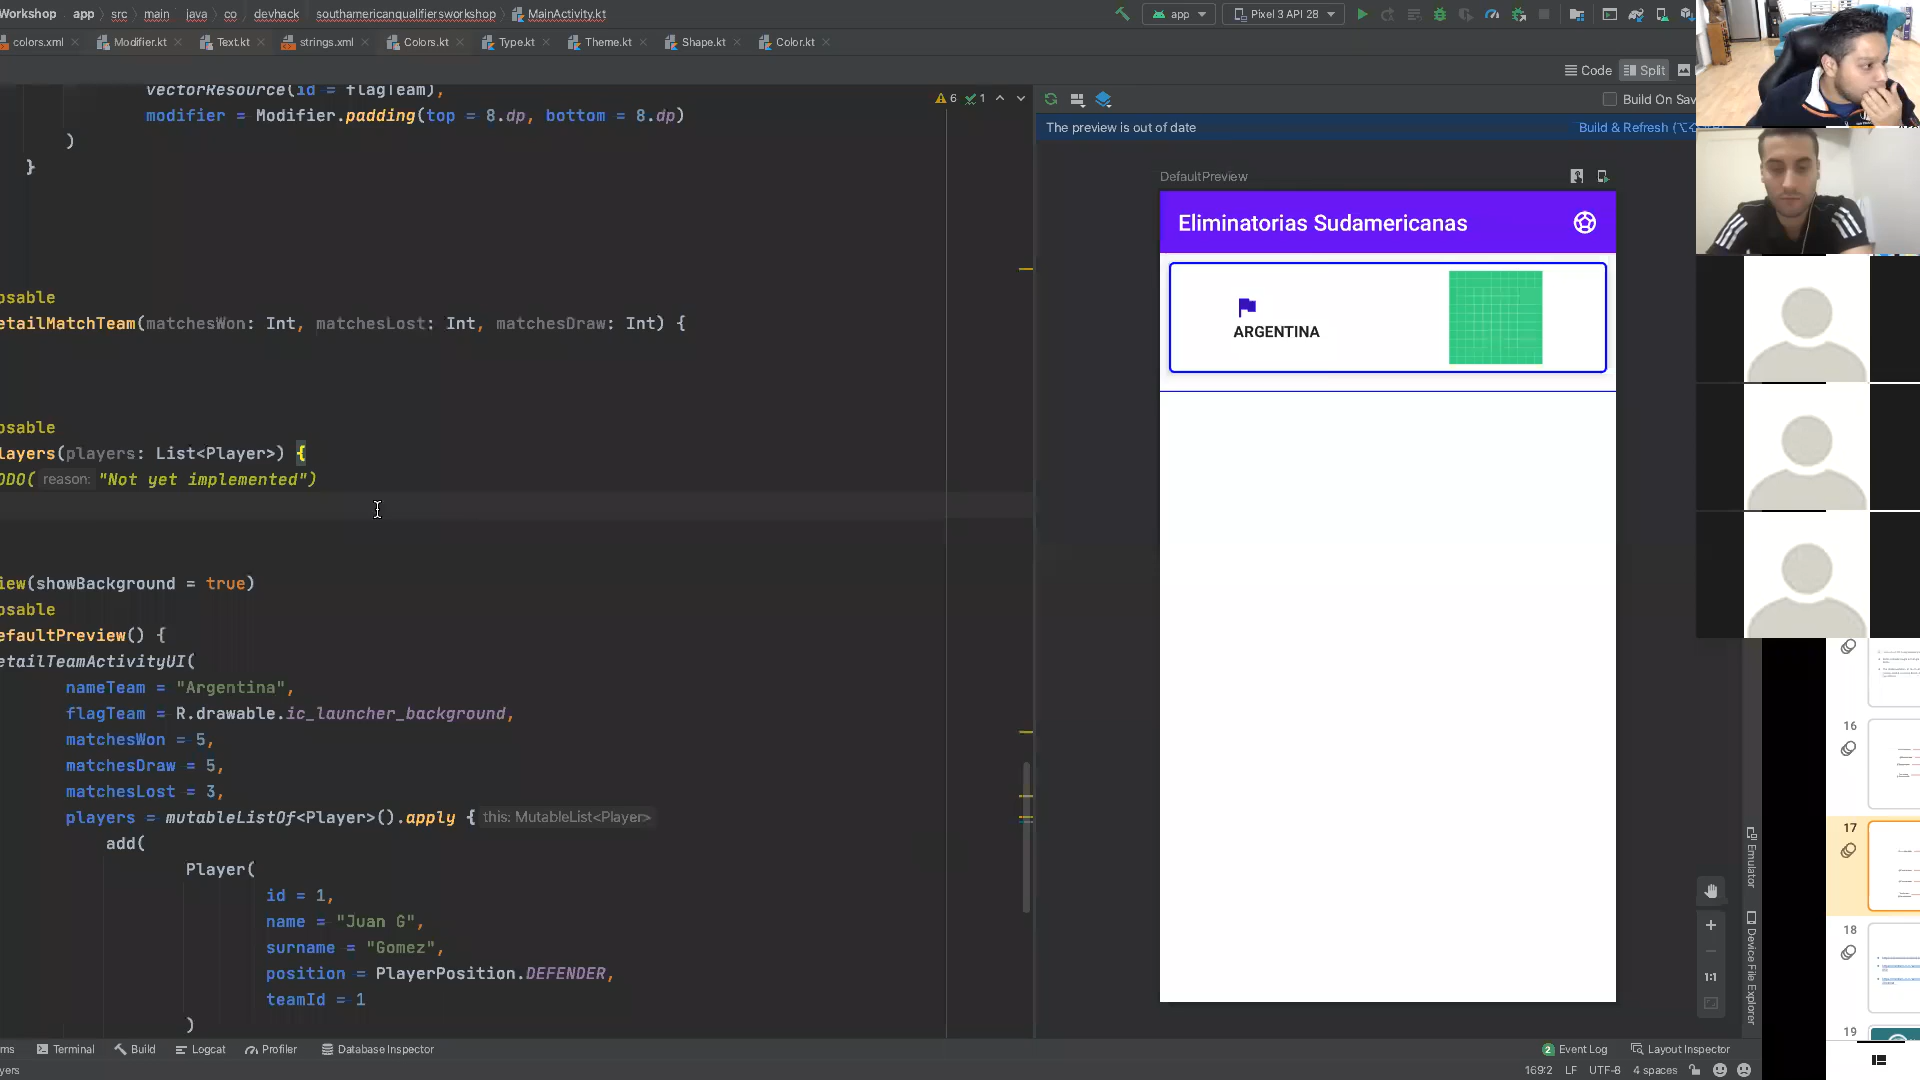 Workshop app src main java co devhack southamericanqualifiersworkshop MainActivity.kt
app Pixel 3 API 28
colors.xml Modifier.kt Text.kt strings.xml Colors.kt Type.kt Theme.kt Shape.kt Color.kt
Code Split
vectorResource(id = flagTeam),
6 1
Build On Sav
modifier = Modifier.padding(top = 8.dp, bottom = 8.dp)
The preview is out of date Build & Refresh
)
}
DefaultPreview
Eliminatorias Sudamericanas
ARGENTINA
osable
etailMatchTeam(matchesWon: Int, matchesLost: Int, matchesDraw: Int) {
osable
layers(players: List<Player>) {
ODO( reason: "Not yet implemented")
iew(showBackground = true)
osable
efaultPreview() {
etailTeamActivityUI(
nameTeam = "Argentina",
flagTeam = R.drawable.ic_launcher_background,
matchesWon = 5,
matchesDraw = 5,
matchesLost = 3,
players = mutableListOf<Player>().apply { this: MutableList<Player>
add(
Player(
id = 1,
name = "Juan G",
surname = "Gomez",
position = PlayerPosition.DEFENDER,
teamId = 1
)
1:1
Emulator
Device File Explorer
16
17
18
19
ms Terminal Build Logcat Profiler Database Inspector 2 Event Log Layout Inspector
yers 169:2 LF UTF-8 4 spaces